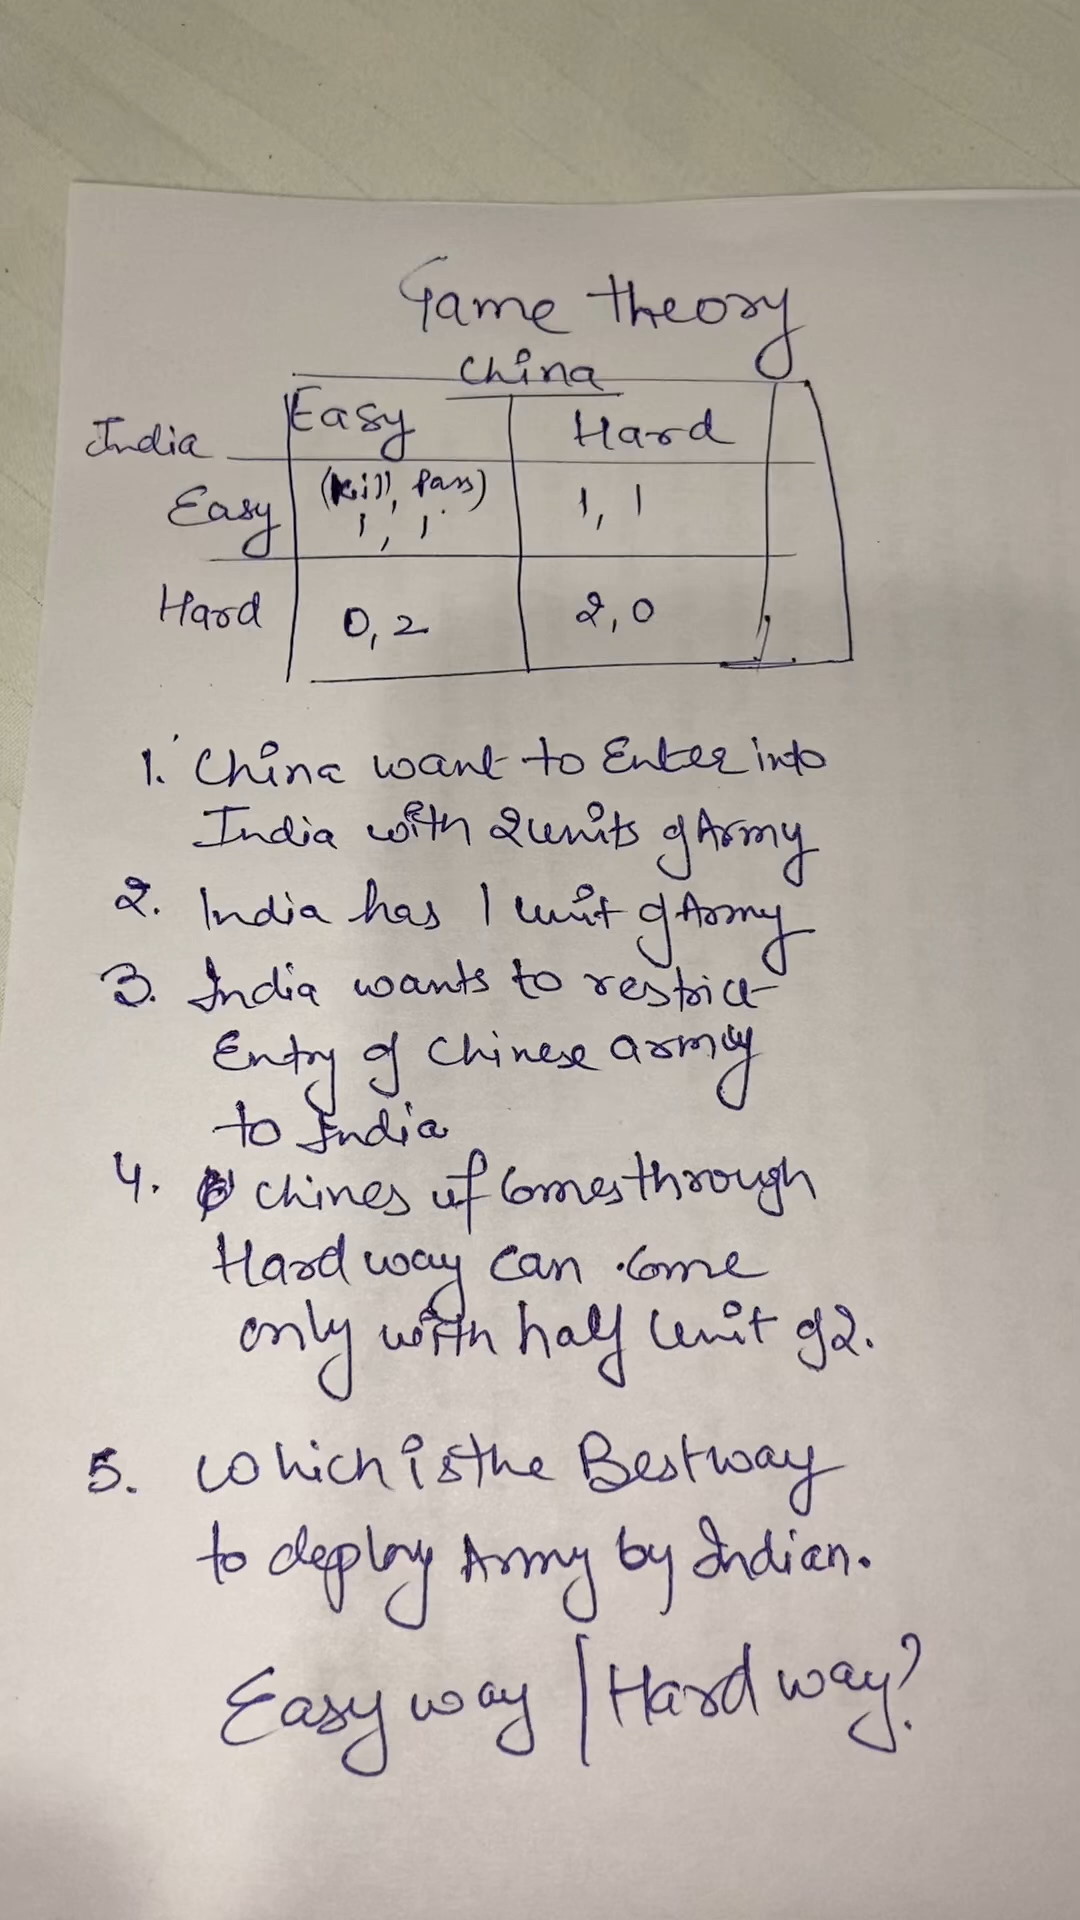 Game theory
China
India Easy Hard
Easy (kill, Pass) 1, 1 1, 1
Hard 0, 2 2, 0
1. China want to Enter into
India with 2 units of Army
2. India has 1 unit of Army
3. India wants to restrict
Entry of Chinese army
to India
4. Chines if Comes through
Hard way can come
only with half Unit of 2.
5. Which is the Best way
to deploy Army by Indian.
Easy way | Hard way?